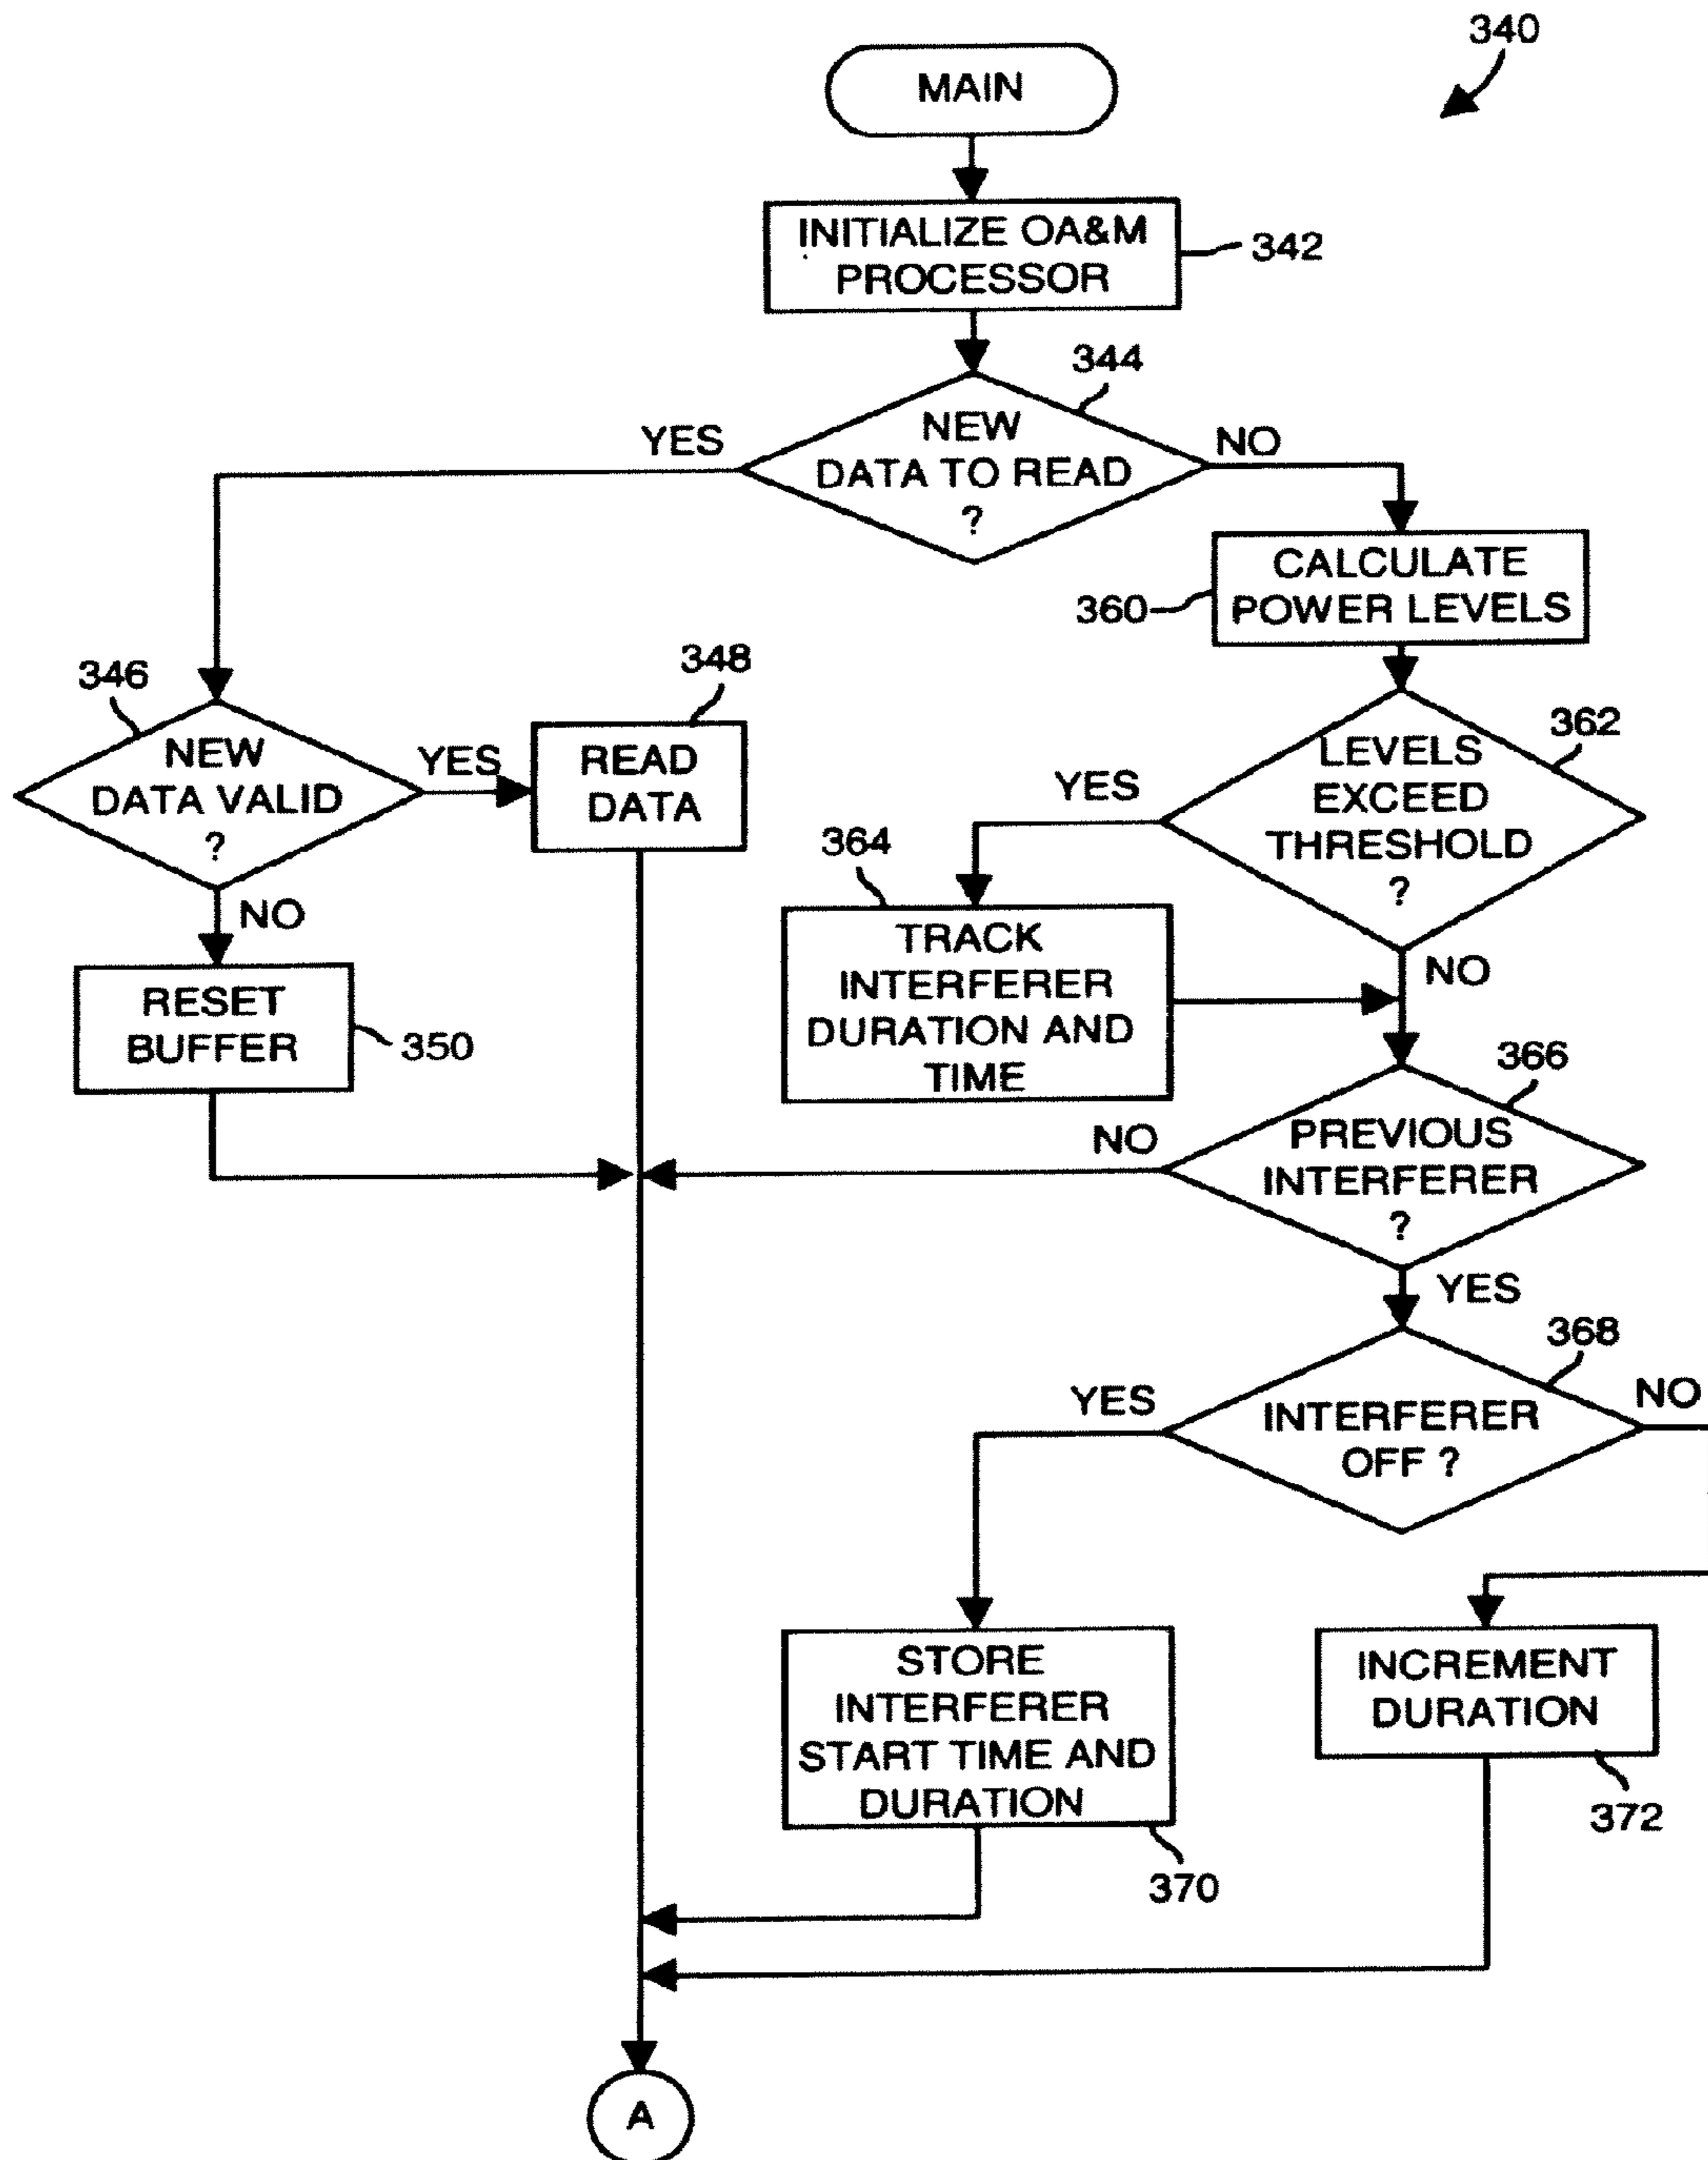 340
MAIN
INITIALIZE OA&M
PROCESSOR
342
344
NEW
DATA TO READ
?
YES
NO
CALCULATE
POWER LEVELS
360
346
NEW
DATA VALID
?
YES
348
READ
DATA
362
LEVELS
EXCEED
THRESHOLD
?
YES
NO
NO
RESET
BUFFER
350
364
TRACK
INTERFERER
DURATION AND
TIME
366
PREVIOUS
INTERFERER
?
NO
YES
368
INTERFERER
OFF ?
YES
NO
STORE
INTERFERER
START TIME AND
DURATION
370
INCREMENT
DURATION
372
A